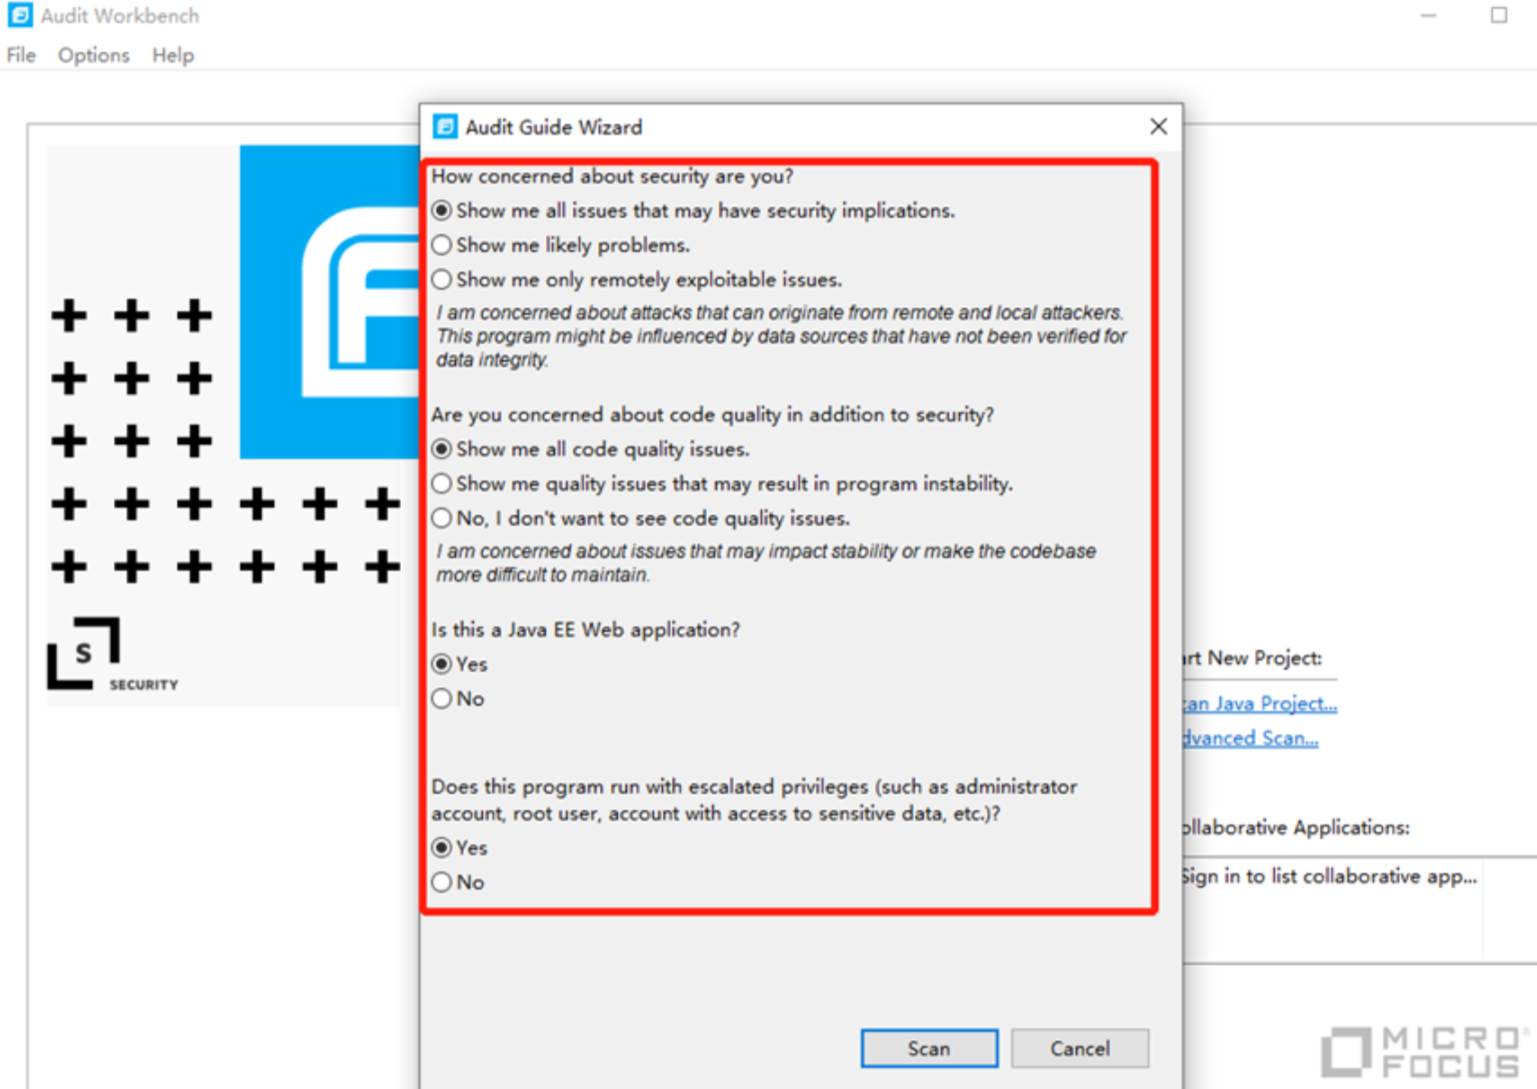 Audit Workbench
File Options Help
Audit Guide Wizard
How concerned about security are you?
Show me all issues that may have security implications.
Show me likely problems.
Show me only remotely exploitable issues.
I am concerned about attacks that can originate from remote and local attackers.
This program might be influenced by data sources that have not been verified for
data integrity.
Are you concerned about code quality in addition to security?
Show me all code quality issues.
Show me quality issues that may result in program instability.
No, I don't want to see code quality issues.
I am concerned about issues that may impact stability or make the codebase
more difficult to maintain.
Is this a Java EE Web application?
Yes
No
Does this program run with escalated privileges (such as administrator
account, root user, account with access to sensitive data, etc.)?
Yes
No
Scan Cancel
S
SECURITY
art New Project:
can Java Project...
dvanced Scan...
ollaborative Applications:
Sign in to list collaborative app...
MICRO
FOCUS